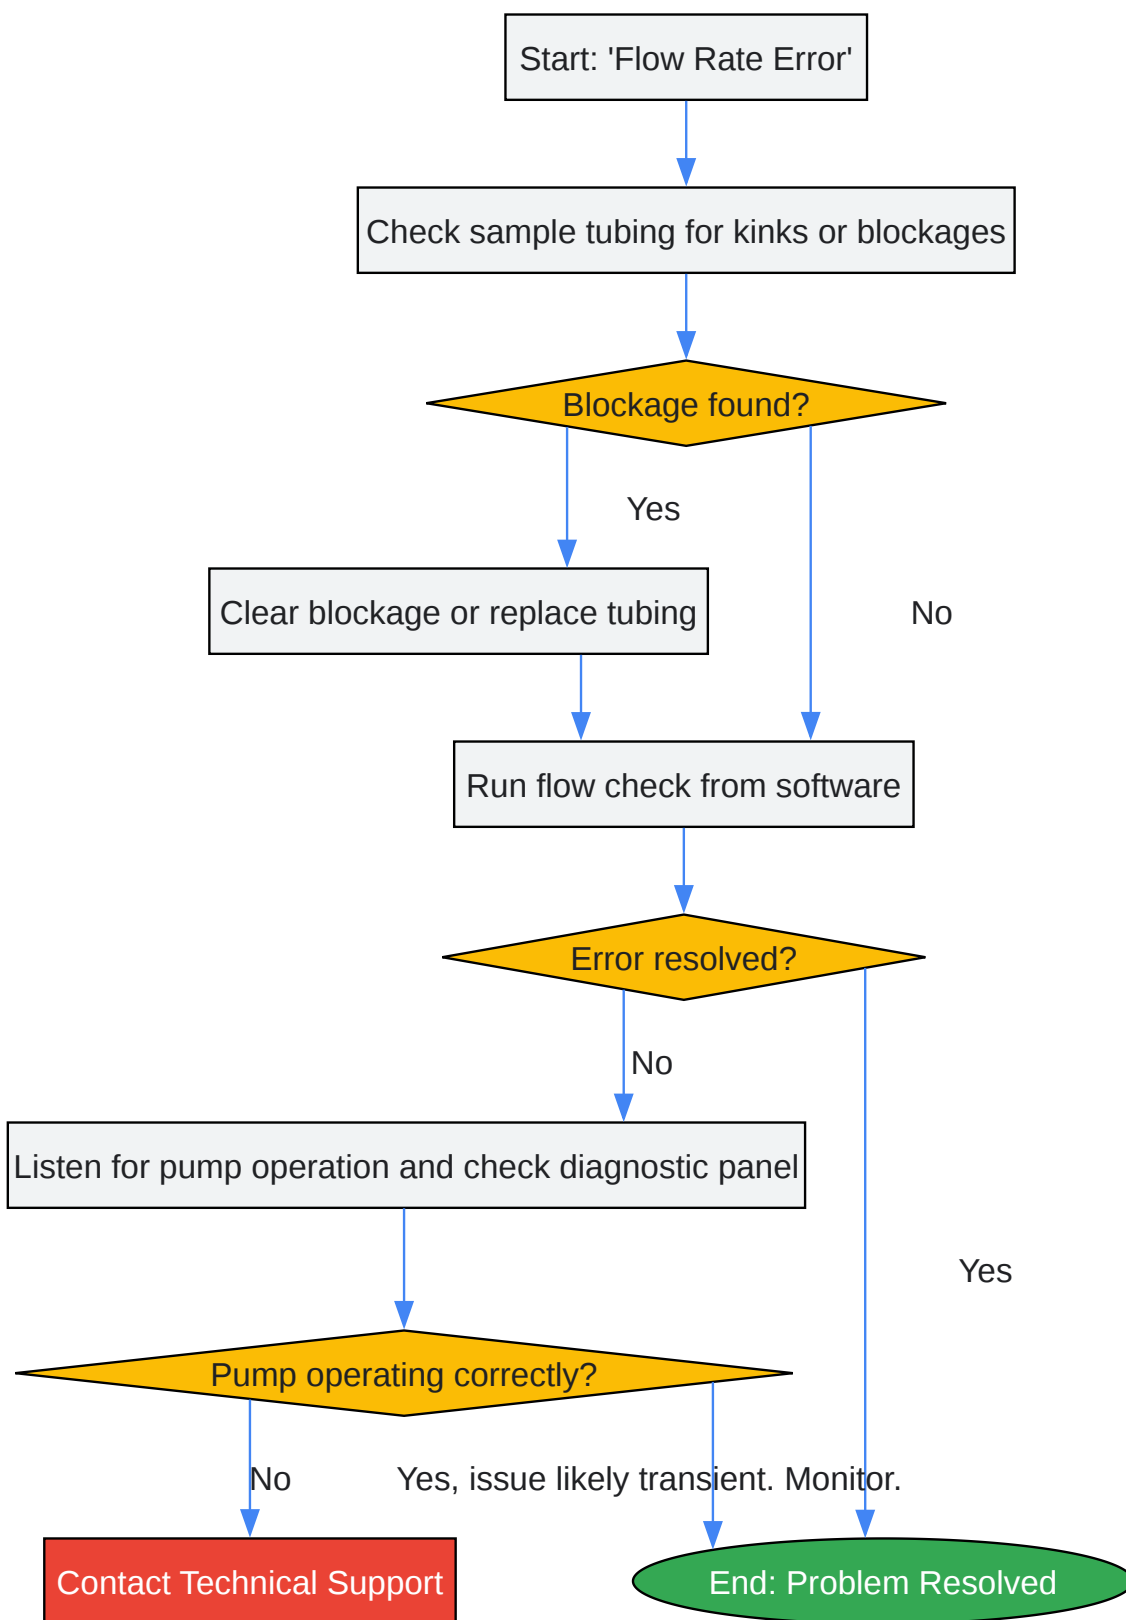 Start: 'Flow Rate Error'
Check sample tubing for kinks or blockages
Blockage found?
Yes
Clear blockage or replace tubing
No
Run flow check from software
Error resolved?
No
Listen for pump operation and check diagnostic panel
Yes
Pump operating correctly?
No
Yes, issue likely transient. Monitor.
Contact Technical Support
End: Problem Resolved